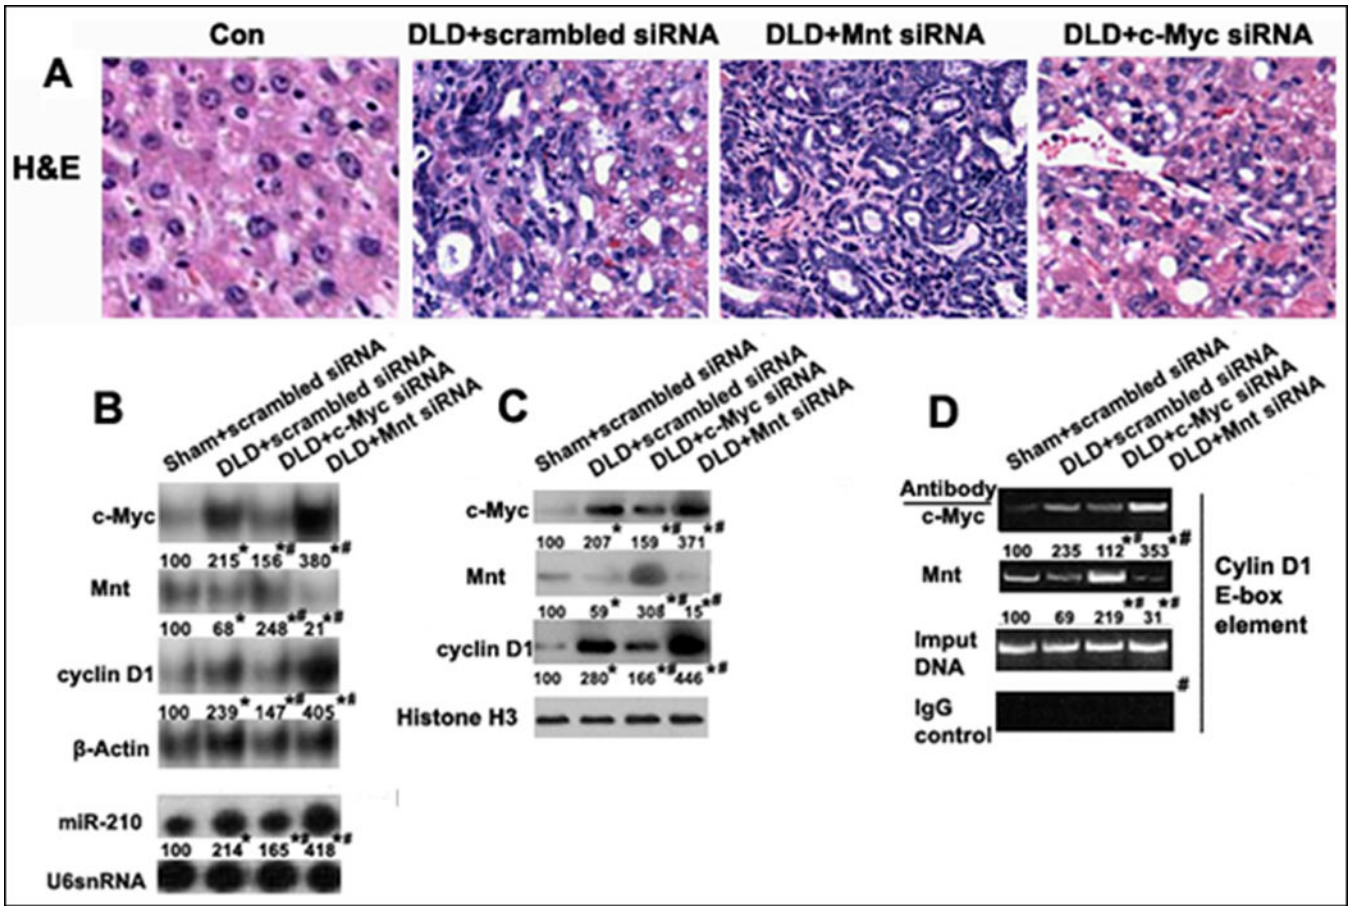 Con DLD+scrambled siRNA DLD+Mnt siRNA DLD+c-Myc siRNA
A
H&E
B
Sham+scrambled siRNA
DLD+scrambled siRNA
DLD+c-Myc siRNA
DLD+Mnt siRNA
c-Myc
100 215* 156*# 380*#
Mnt
100 68* 248*# 21*#
cyclin D1
100 239* 147*# 405*#
β-Actin
miR-210
100 214* 165*# 418*#
U6snRNA
C
Sham+scrambled siRNA
DLD+scrambled siRNA
DLD+c-Myc siRNA
DLD+Mnt siRNA
c-Myc
100 207* 159*# 371*#
Mnt
100 59* 308*# 15*#
cyclin D1
100 280* 166*# 446*#
Histone H3
D
Sham+scrambled siRNA
DLD+scrambled siRNA
DLD+c-Myc siRNA
DLD+Mnt siRNA
Antibody
c-Myc
100 235 112*# 353*#
Mnt
100 69 219*# 31*#
Imput
DNA
#
IgG
control
Cylin D1
E-box
element